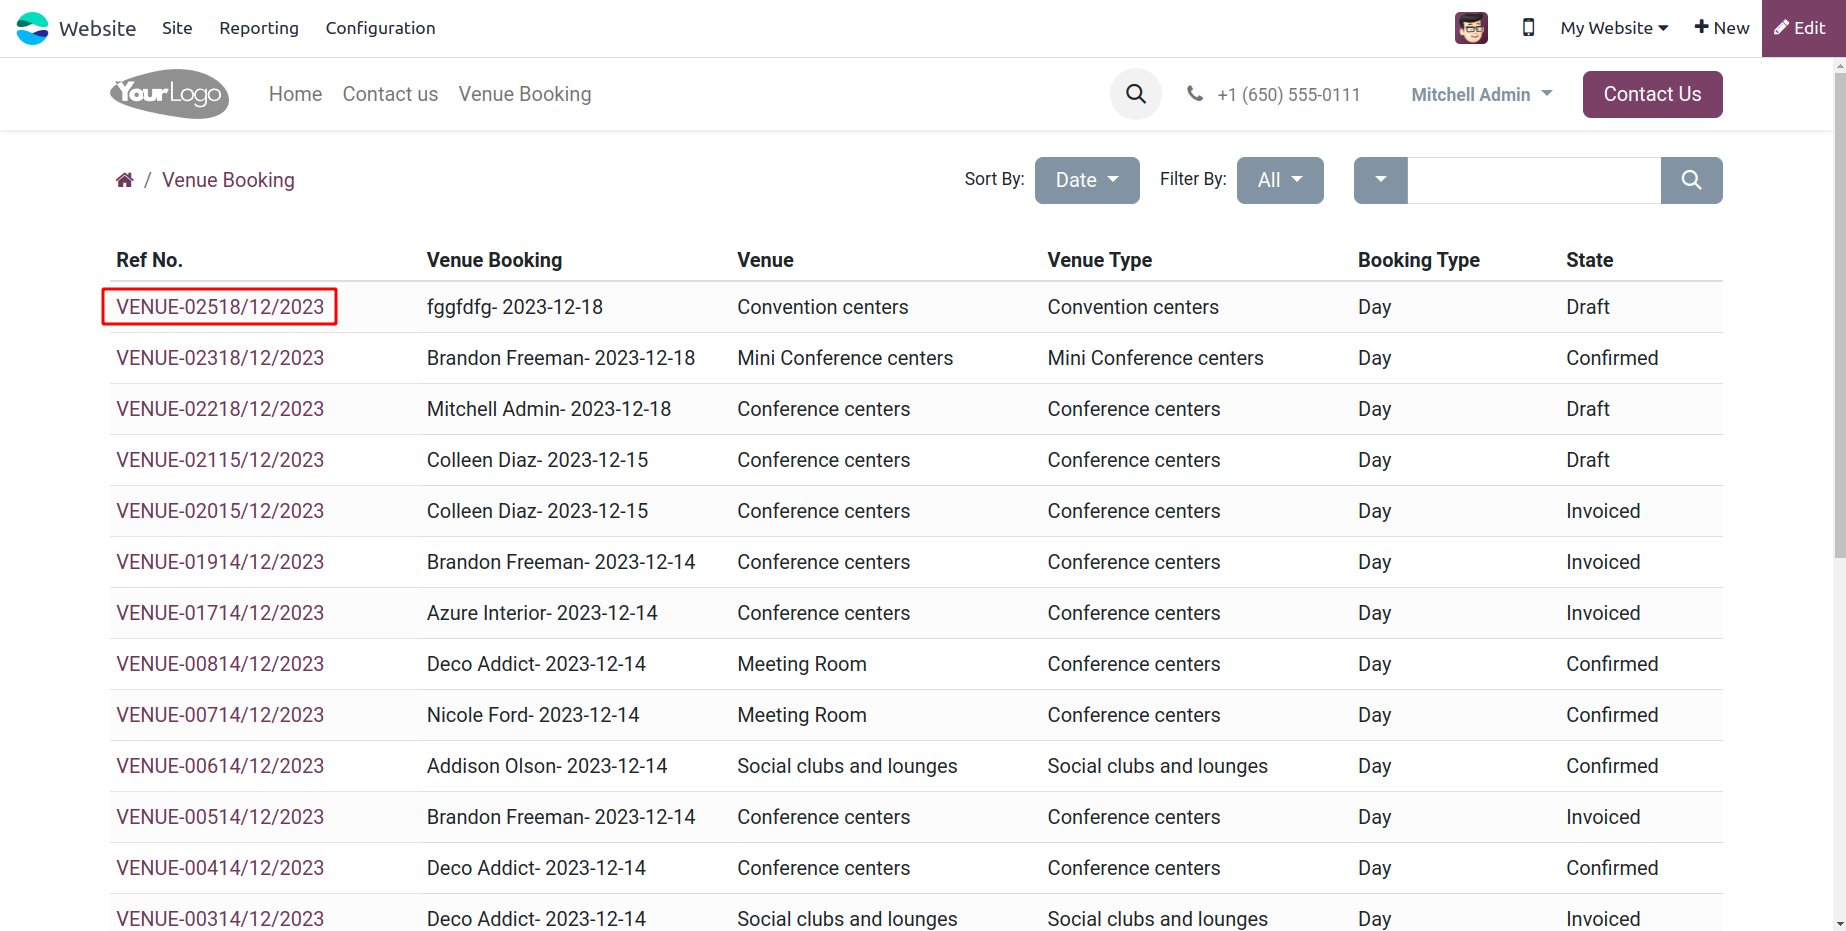 Website Site Reporting Configuration My Website New Edit
YourLogo Home Contact us Venue Booking +1 (650) 555-0111 Mitchell Admin Contact Us
/ Venue Booking Sort By: Date Filter By: All
Ref No. Venue Booking Venue Venue Type Booking Type State
VENUE-02518/12/2023 fggfdfg- 2023-12-18 Convention centers Convention centers Day Draft
VENUE-02318/12/2023 Brandon Freeman- 2023-12-18 Mini Conference centers Mini Conference centers Day Confirmed
VENUE-02218/12/2023 Mitchell Admin- 2023-12-18 Conference centers Conference centers Day Draft
VENUE-02115/12/2023 Colleen Diaz- 2023-12-15 Conference centers Conference centers Day Draft
VENUE-02015/12/2023 Colleen Diaz- 2023-12-15 Conference centers Conference centers Day Invoiced
VENUE-01914/12/2023 Brandon Freeman- 2023-12-14 Conference centers Conference centers Day Invoiced
VENUE-01714/12/2023 Azure Interior- 2023-12-14 Conference centers Conference centers Day Invoiced
VENUE-00814/12/2023 Deco Addict- 2023-12-14 Meeting Room Conference centers Day Confirmed
VENUE-00714/12/2023 Nicole Ford- 2023-12-14 Meeting Room Conference centers Day Confirmed
VENUE-00614/12/2023 Addison Olson- 2023-12-14 Social clubs and lounges Social clubs and lounges Day Confirmed
VENUE-00514/12/2023 Brandon Freeman- 2023-12-14 Conference centers Conference centers Day Invoiced
VENUE-00414/12/2023 Deco Addict- 2023-12-14 Conference centers Conference centers Day Confirmed
VENUE-00314/12/2023 Deco Addict- 2023-12-14 Social clubs and lounges Social clubs and lounges Day Invoiced